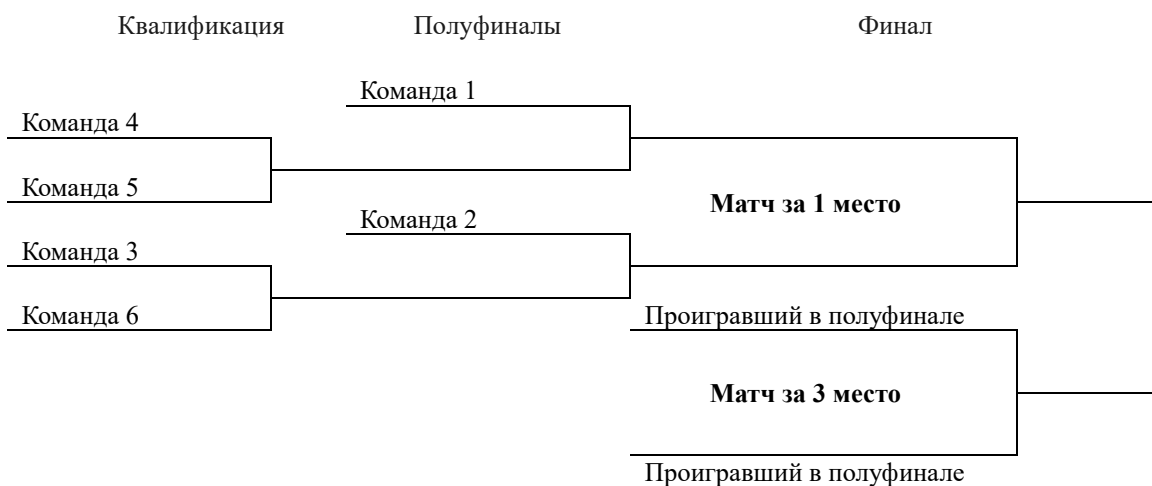 Квалификация
Полуфиналы
Финал
Команда 1
Команда 4
Команда 5
Матч за 1 место
Команда 2
Команда 3
Команда 6
Проигравший в полуфинале
Матч за 3 место
Проигравший в полуфинале